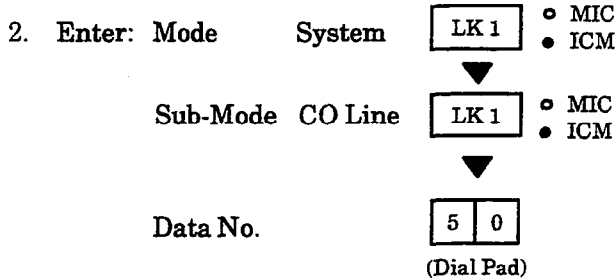 2. Enter: Mode System LK 1 MIC
ICM
Sub-Mode CO Line LK 1 MIC
ICM
Data No. 5 0
(Dial Pad)